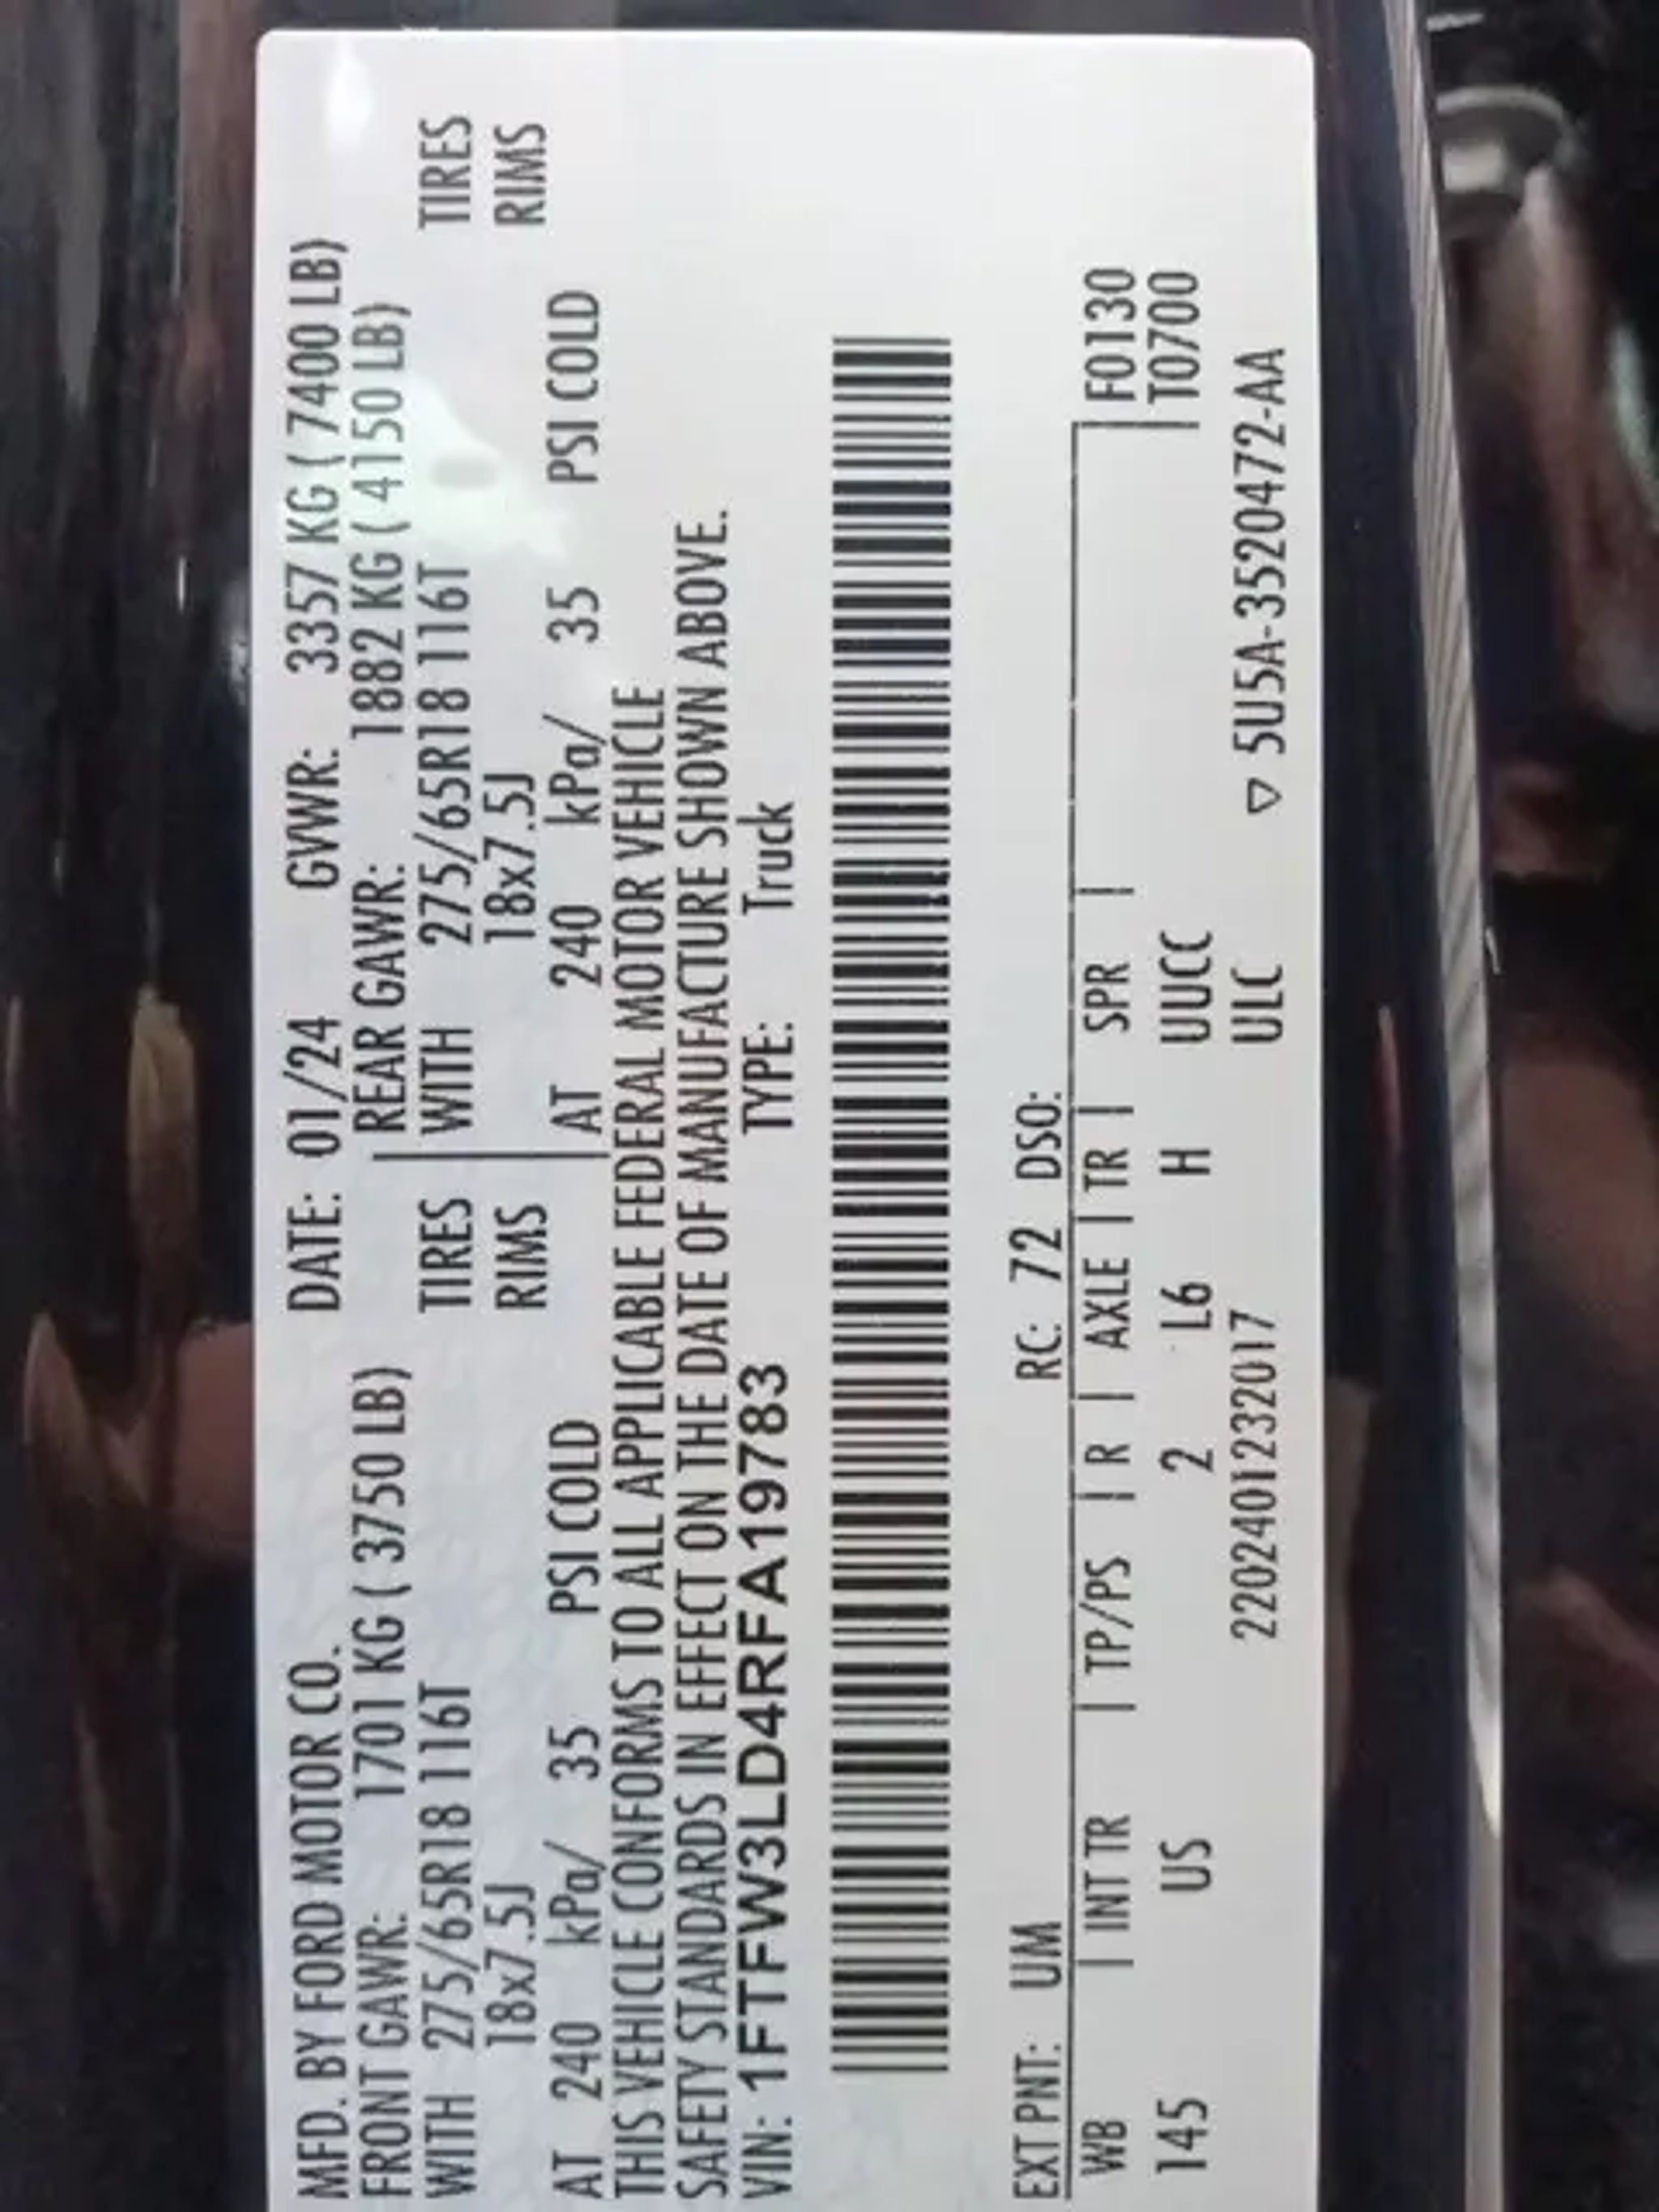 MFD. BY FORD MOTOR CO. DATE: 01/24 GVWR: 3357 KG ( 7400 LB)
FRONT GAWR: 1701 KG ( 3750 LB) REAR GAWR: 1882 KG ( 4150 LB)
WITH 275/65R18 116T TIRES WITH 275/65R18 116T TIRES
18x7.5J RIMS 18x7.5J RIMS
AT 240 kPa/ 35 PSI COLD AT 240 kPa/ 35 PSI COLD
THIS VEHICLE CONFORMS TO ALL APPLICABLE FEDERAL MOTOR VEHICLE
SAFETY STANDARDS IN EFFECT ON THE DATE OF MANUFACTURE SHOWN ABOVE.
VIN: 1FTFW3LD4RFA19783 TYPE: Truck
EXT PNT: UM RC: 72 DSO:
WB | INT TR | TP/PS | R | AXLE | TR | SPR | F0130
145 US 2 L6 H UUCC T0700
220240123201 7 ULC ▽ 5U5A-3520472-AA